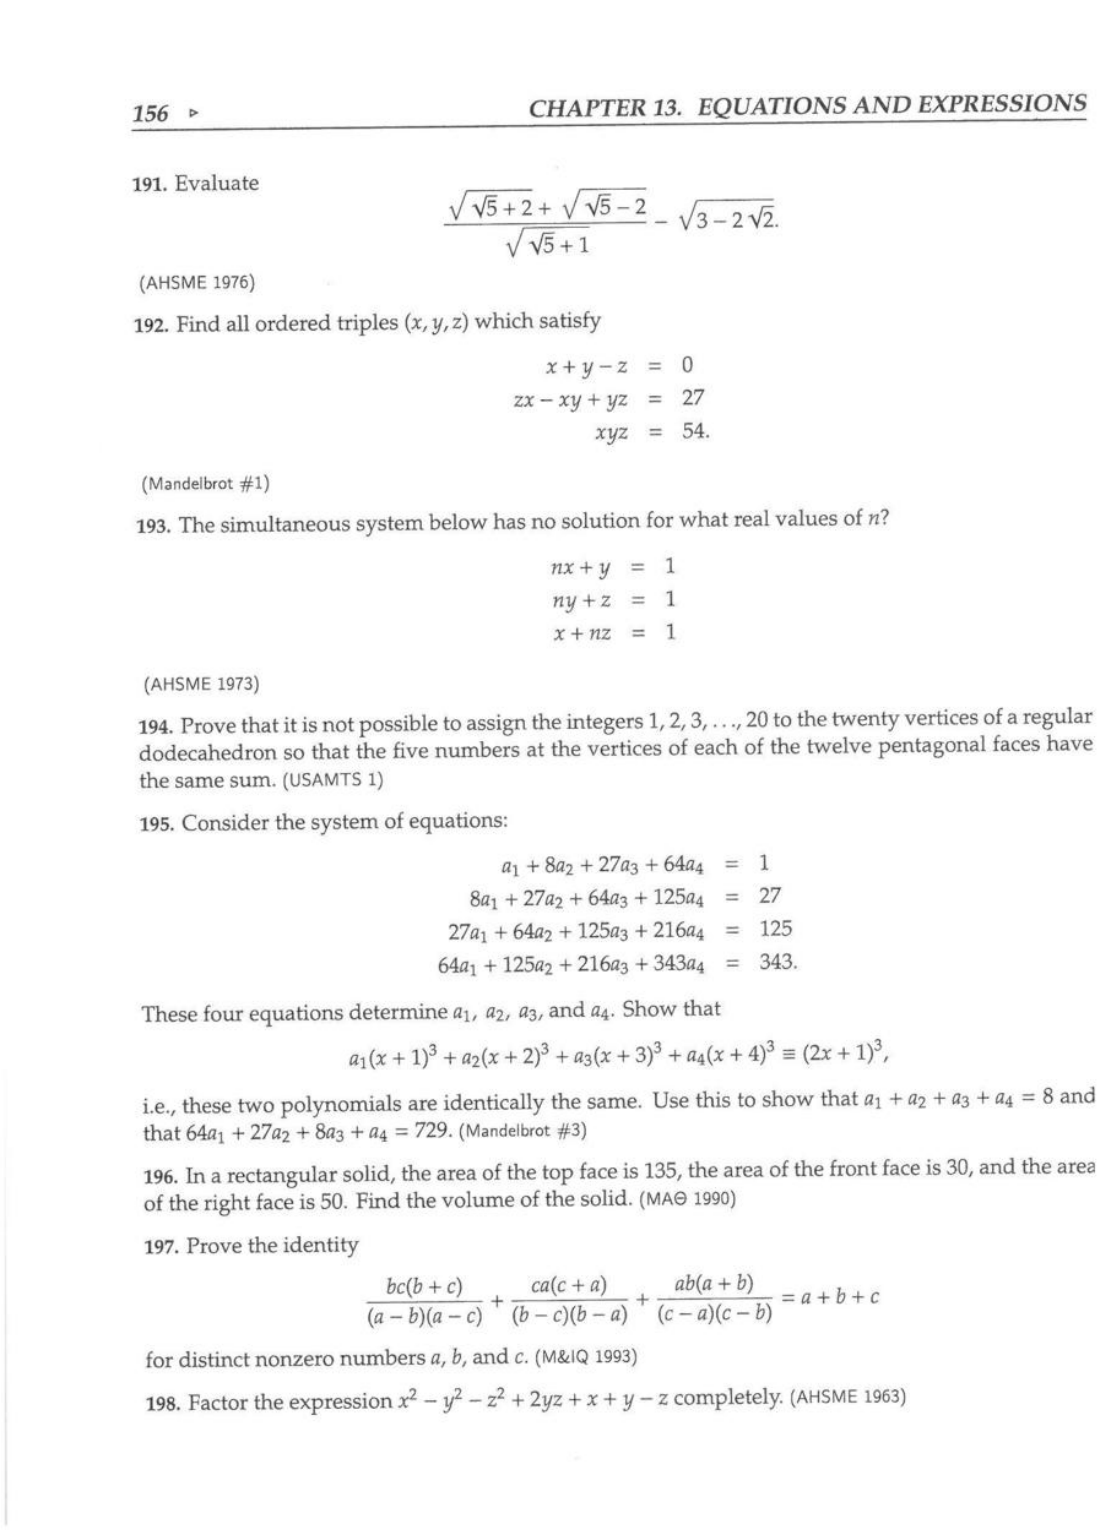 156 ▷ CHAPTER 13. EQUATIONS AND EXPRESSIONS
191. Evaluate
(√(√5 + 2) + √(√5 − 2)) / √(√5 + 1) − √(3 − 2√2).
(AHSME 1976)
192. Find all ordered triples (x, y, z) which satisfy
x + y − z = 0
zx − xy + yz = 27
xyz = 54.
(Mandelbrot #1)
193. The simultaneous system below has no solution for what real values of n?
nx + y = 1
ny + z = 1
x + nz = 1
(AHSME 1973)
194. Prove that it is not possible to assign the integers 1, 2, 3, . . ., 20 to the twenty vertices of a regular
dodecahedron so that the five numbers at the vertices of each of the twelve pentagonal faces have
the same sum. (USAMTS 1)
195. Consider the system of equations:
a₁ + 8a₂ + 27a₃ + 64a₄ = 1
8a₁ + 27a₂ + 64a₃ + 125a₄ = 27
27a₁ + 64a₂ + 125a₃ + 216a₄ = 125
64a₁ + 125a₂ + 216a₃ + 343a₄ = 343.
These four equations determine a₁, a₂, a₃, and a₄. Show that
a₁(x + 1)³ + a₂(x + 2)³ + a₃(x + 3)³ + a₄(x + 4)³ ≡ (2x + 1)³,
i.e., these two polynomials are identically the same. Use this to show that a₁ + a₂ + a₃ + a₄ = 8 and
that 64a₁ + 27a₂ + 8a₃ + a₄ = 729. (Mandelbrot #3)
196. In a rectangular solid, the area of the top face is 135, the area of the front face is 30, and the area
of the right face is 50. Find the volume of the solid. (MAΘ 1990)
197. Prove the identity
bc(b + c) / (a − b)(a − c) + ca(c + a) / (b − c)(b − a) + ab(a + b) / (c − a)(c − b) = a + b + c
for distinct nonzero numbers a, b, and c. (M&IQ 1993)
198. Factor the expression x² − y² − z² + 2yz + x + y − z completely. (AHSME 1963)